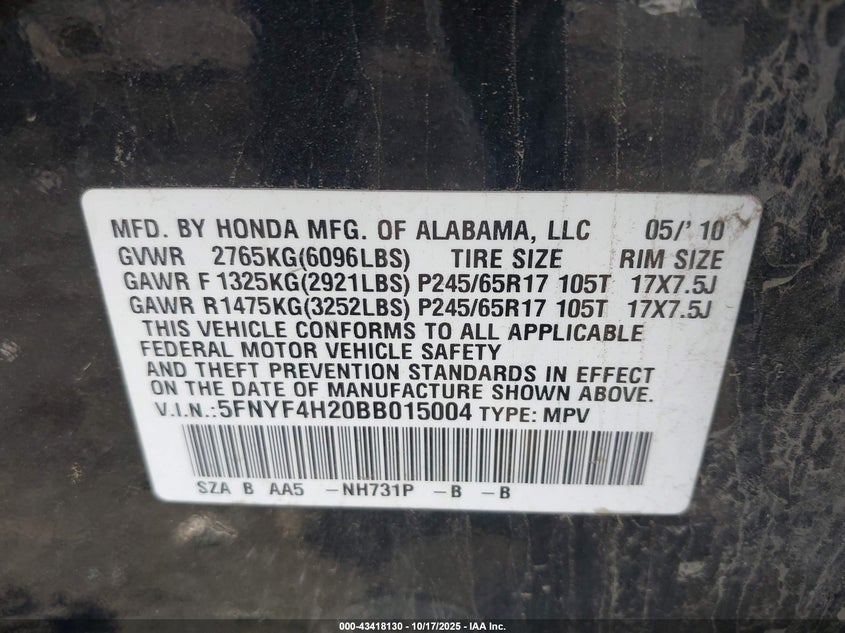 MFD. BY HONDA MFG. OF ALABAMA, LLC 05/' 10
GVWR 2765KG(6096LBS) TIRE SIZE RIM SIZE
GAWR F 1325KG(2921LBS) P245/65R17 105T 17X7.5J
GAWR R1475KG(3252LBS) P245/65R17 105T 17X7.5J
THIS VEHICLE CONFORMS TO ALL APPLICABLE
FEDERAL MOTOR VEHICLE SAFETY
AND THEFT PREVENTION STANDARDS IN EFFECT
ON THE DATE OF MANUFACTURE SHOWN ABOVE.
V.I.N.:5FNYF4H20BB015004 TYPE: MPV
SZA B AA5 -NH731P -B -B
000-43418130 - 10/17/2025 - IAA Inc.